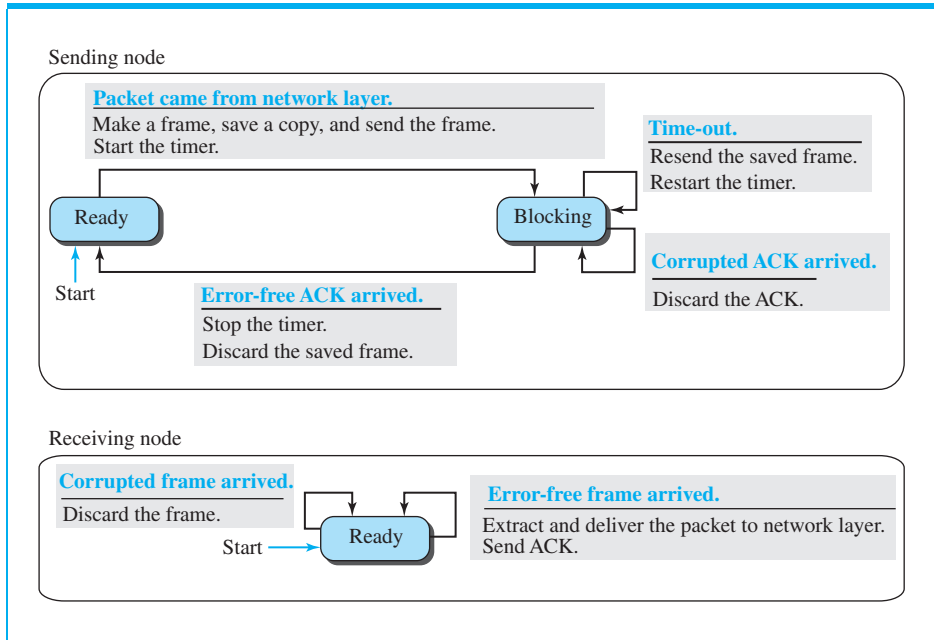 Sending node
Packet came from network layer.
Make a frame, save a copy, and send the frame.
Start the timer.
Time-out.
Resend the saved frame.
Restart the timer.
Ready
Blocking
Start
Error-free ACK arrived.
Stop the timer.
Discard the saved frame.
Corrupted ACK arrived.
Discard the ACK.
Receiving node
Corrupted frame arrived.
Discard the frame.
Start
Ready
Error-free frame arrived.
Extract and deliver the packet to network layer.
Send ACK.